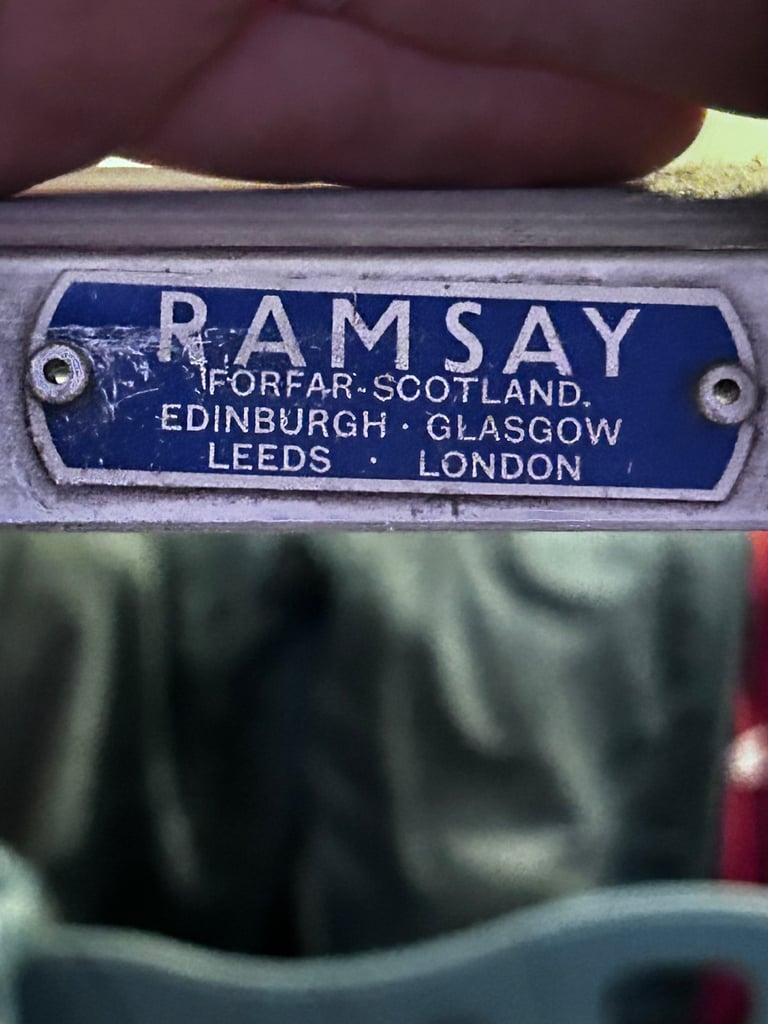 RAMSAY
FORFAR-SCOTLAND.
EDINBURGH · GLASGOW
LEEDS · LONDON